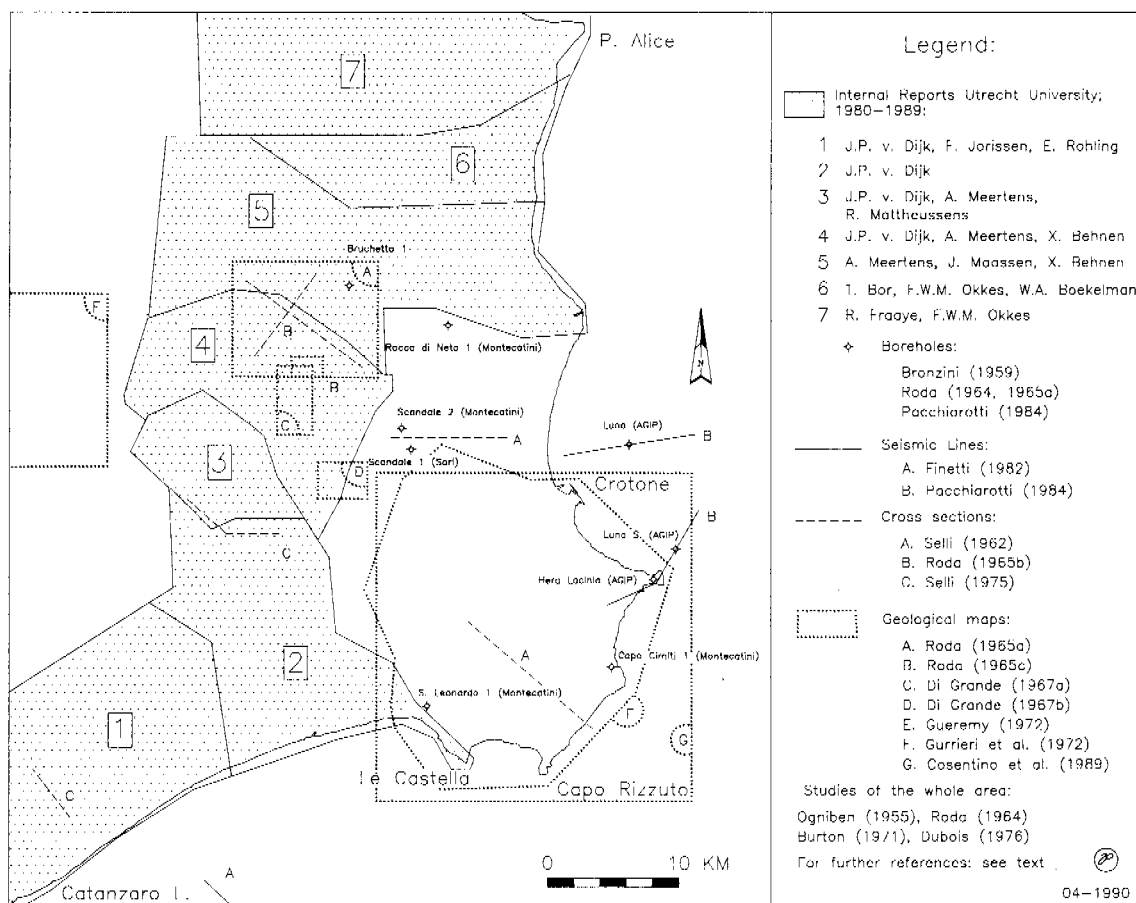 P. Alice
7
6
5
Bruchetta 1
A
E
B
4
Rocca di Neto 1 (Montecatini)
B
Scandale 2 (Montecatini)
C
A
Luna (AGIP)
B
3
Scandale 1 (Sori)
D
Crotone
B
C
Luna S. (AGIP)
Hera Lacinia (AGIP)
A
2
Capo Cimiti 1 (Montecatini)
S. Leonardo 1 (Montecatini)
F
1
G
le Castella
Capo Rizzuto
C
A
Catanzaro L.
0 10 KM
N
Legend:
Internal Reports Utrecht University;
1980-1989:
1 J.P. v. Dijk, F. Jorissen, E. Rohling
2 J.P. v. Dijk
3 J.P. v. Dijk, A. Meertens,
R. Mattheussens
4 J.P. v. Dijk, A. Meertens, X. Behnen
5 A. Meertens, J. Maassen, X. Behnen
6 T. Bor, F.W.M. Okkes, W.A. Boekelman
7 R. Fraaye, F.W.M. Okkes
Boreholes:
Bronzini (1959)
Roda (1964, 1965a)
Pacchiarotti (1984)
Seismic Lines:
A. Finetti (1982)
B. Pacchiarotti (1984)
Cross sections:
A. Selli (1962)
B. Roda (1965b)
C. Selli (1975)
Geological maps:
A. Roda (1965a)
B. Roda (1965c)
C. Di Grande (1967a)
D. Di Grande (1967b)
E. Gueremy (1972)
F. Gurrieri et al. (1972)
G. Cosentino et al. (1989)
Studies of the whole area:
Ogniben (1955), Roda (1964)
Burton (1971), Dubois (1976)
For further references: see text
04-1990